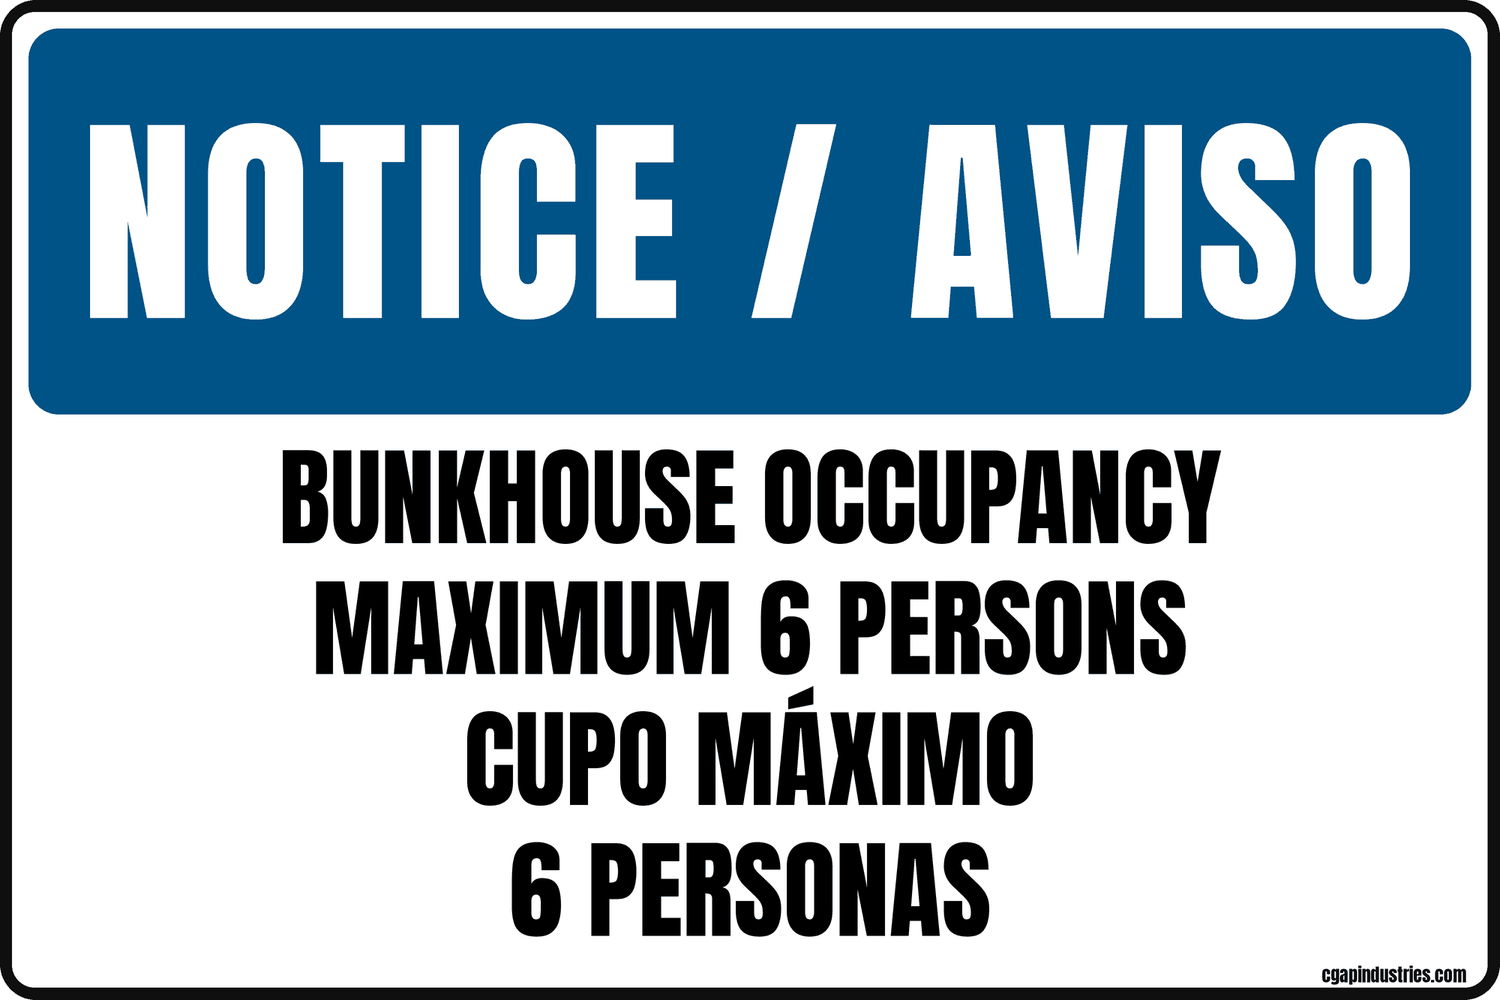 NOTICE / AVISO
BUNKHOUSE OCCUPANCY
MAXIMUM 6 PERSONS
CUPO MÁXIMO
6 PERSONAS
cgapindustries.com